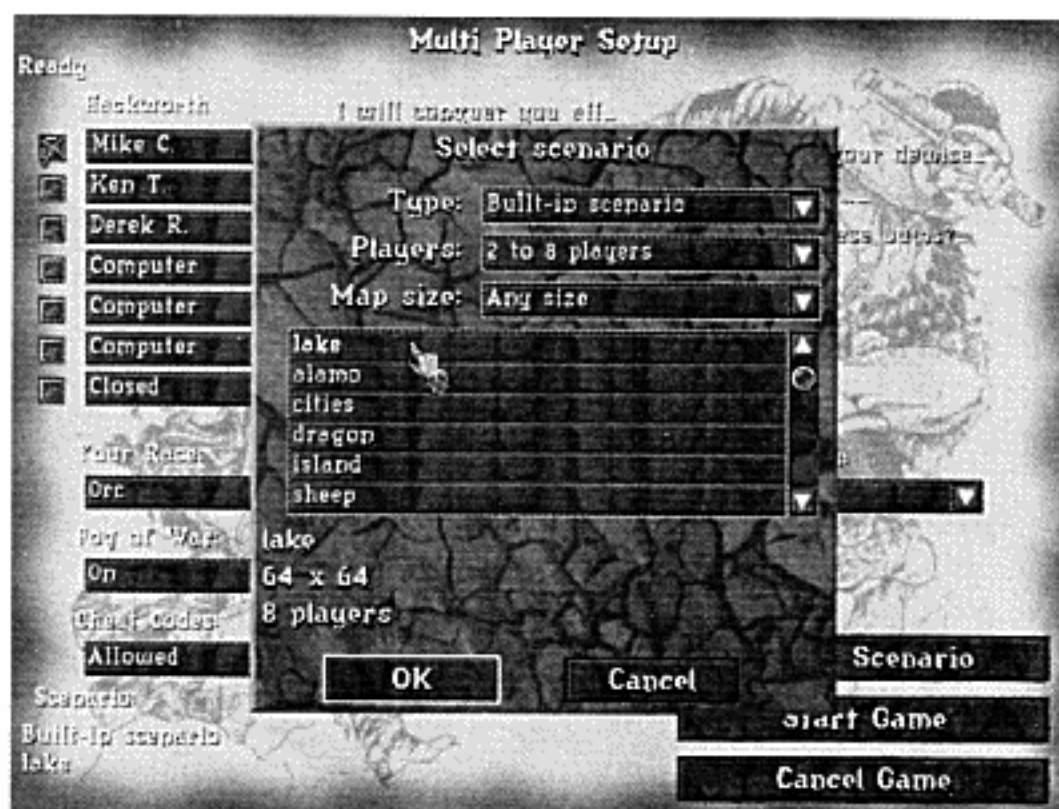 Multi Player Setup
Ready
Heckworth
I will conquer you all...
Mike C.
Ken T.
Derek R.
Computer
Computer
Computer
Closed
Your Race:
Orc
Fog of War:
On
Cheat Codes:
Allowed
Scenario:
Built-in scenario
lake
Select scenario
Type:
Built-in scenario
Players:
2 to 8 players
Map size:
Any size
lake
alamo
cities
dragon
island
sheep
lake
64 x 64
8 players
OK
Cancel
your demise...
Scenario
Start Game
Cancel Game